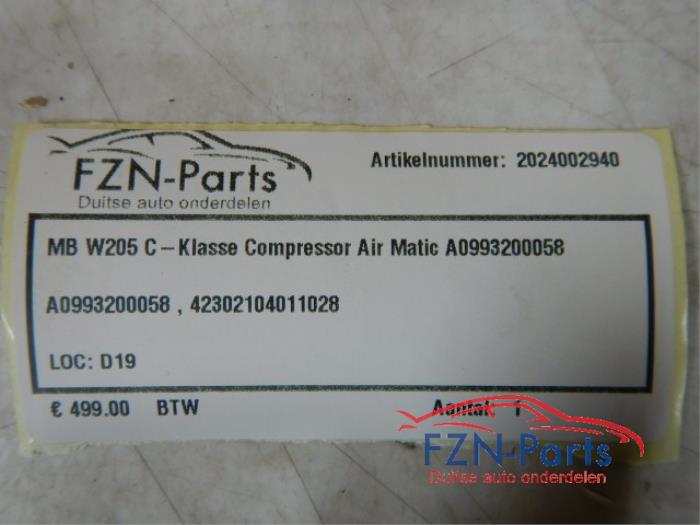 FZN-Parts
Duitse auto onderdelen
Artikelnummer: 2024002940
MB W205 C-Klasse Compressor Air Matic A0993200058
A0993200058 , 42302104011028
LOC: D19
€ 499.00 BTW Aantal: 1
FZN-Parts
Duitse auto onderdelen